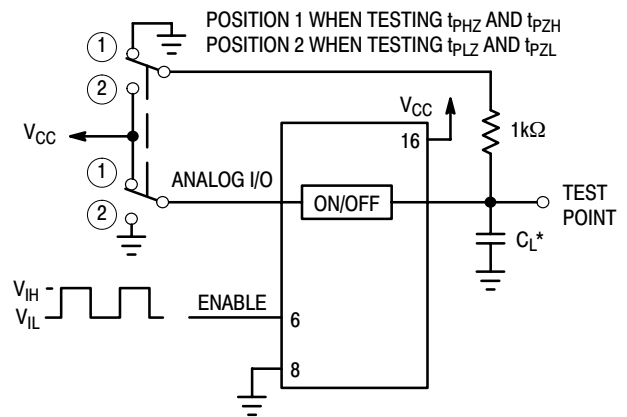 POSITION 1 WHEN TESTING tPHZ AND tPZH
POSITION 2 WHEN TESTING tPLZ AND tPZL
1
2
VCC
VCC
16
1kΩ
1
2
ANALOG I/O
ON/OFF
TEST
POINT
CL*
VIH
VIL
ENABLE
6
8